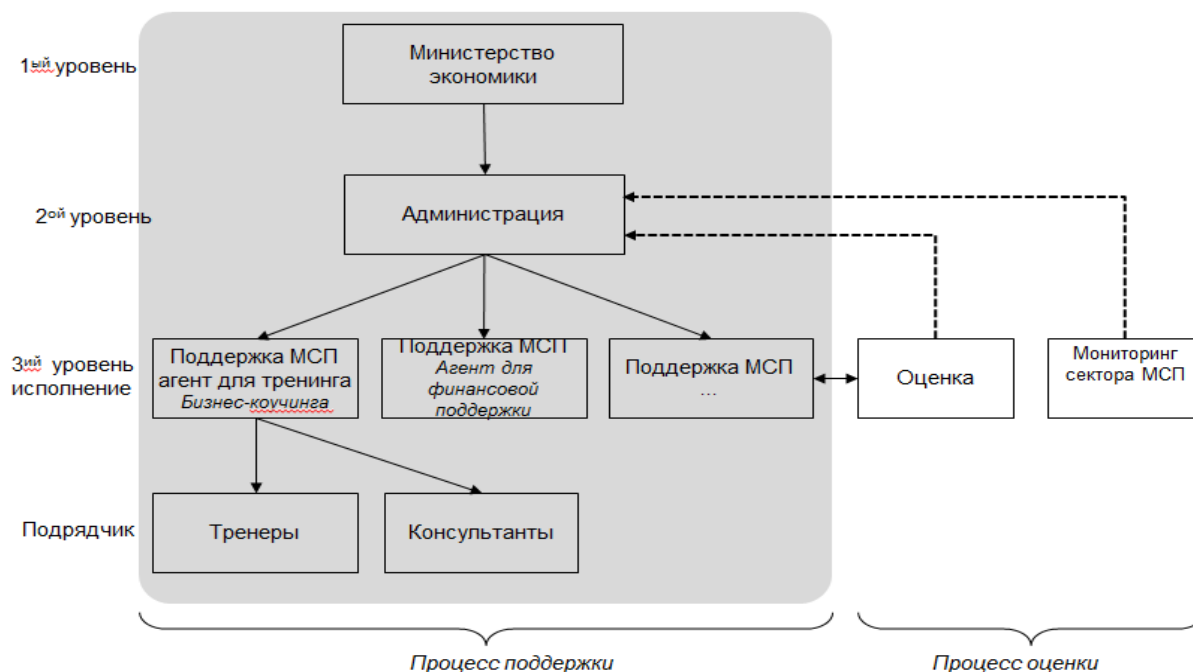 1ый уровень
Министерство
экономики
2ой уровень
Администрация
3ий уровень
исполнение
Поддержка МСП
агент для тренинга
Бизнес-коучинга
Поддержка МСП
Агент для
финансовой
поддержки
Поддержка МСП
...
Оценка
Мониторинг
сектора МСП
Подрядчик
Тренеры
Консультанты
Процесс поддержки
Процесс оценки